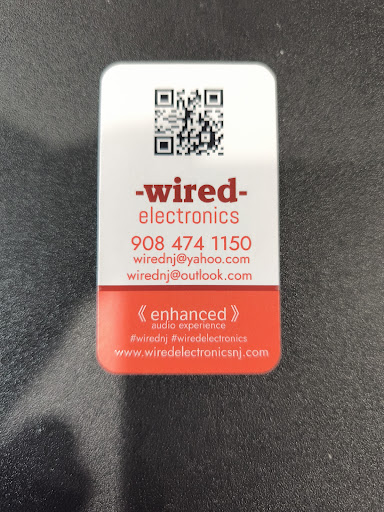 -wired-
electronics
908 474 1150
wirednj@yahoo.com
wirednj@outlook.com
《 enhanced 》
audio experience
#wirednj #wiredelectronics
www.wiredelectronicsnj.com